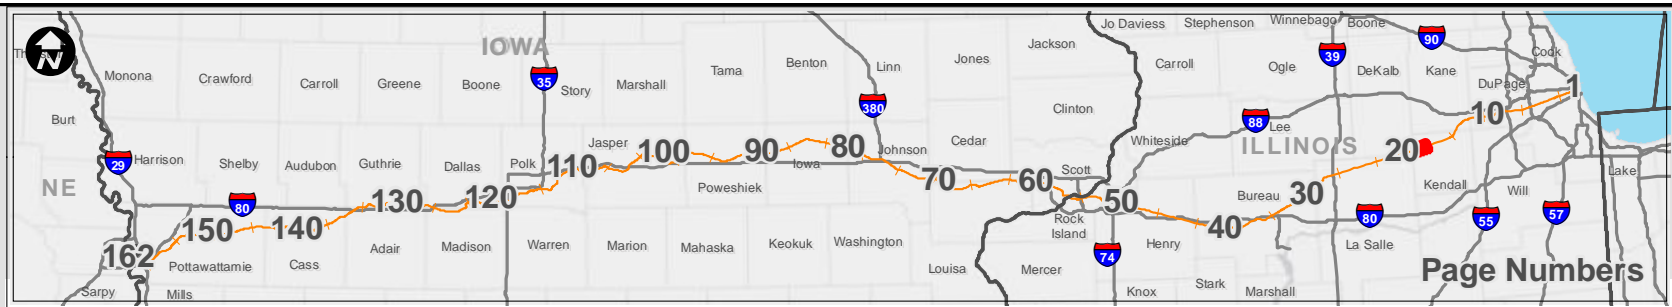 Jo Daviess Stephenson Winnebago Boone
Th
N
IOWA
Jackson
39
90
Cook
Monona Crawford Carroll Greene Boone
35
Story Marshall Tama Benton Linn Jones
Carroll Ogle DeKalb Kane
DuPage 1
380
Clinton
88
Lee
10
Burt
Whiteside
ILLINOIS
20
29
Harrison Shelby Audubon Guthrie Dallas Polk
110
Jasper
100
90
Iowa
80
Johnson
Cedar
70
60
Scott
Lake
NE
80
150
140
130
120
Poweshiek
50
Bureau
30
Kendall Will
162
Pottawattamie Cass Adair Madison Warren Marion Mahaska Keokuk Washington
Rock
Island
40
80
55
57
Louisa Mercer
74
Henry
La Salle
Sarpy Mills
Knox Stark Marshall
Page Numbers